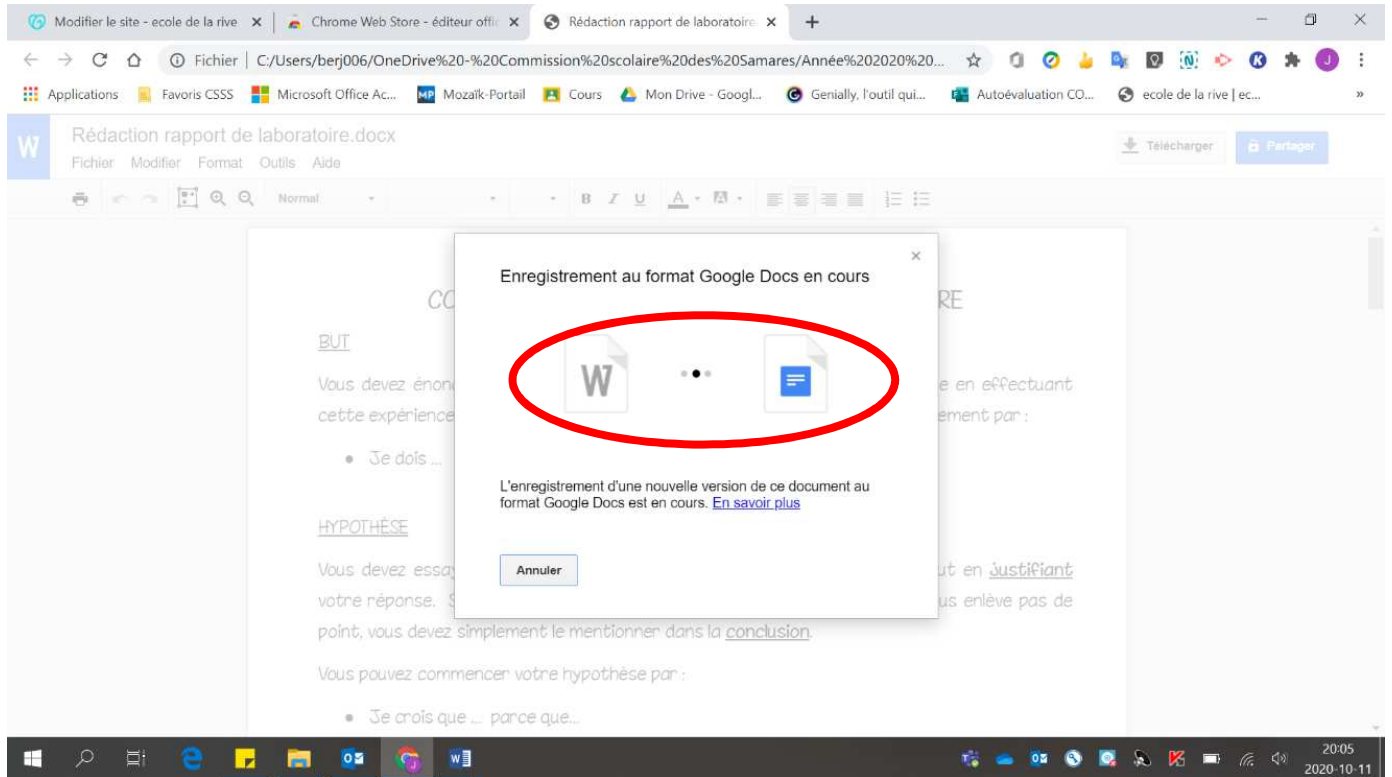 Modifier le site - ecole de la rive
Chrome Web Store - éditeur offic
Rédaction rapport de laboratoire
Fichier | C:/Users/berj006/OneDrive%20-%20Commission%20scolaire%20des%20Samares/Année%202020%20...
Applications Favoris CSSS Microsoft Office Ac... Mozaïk-Portail Cours Mon Drive - Googl... Genially, l'outil qui... Autoévaluation CO... ecole de la rive | ec... »
Rédaction rapport de laboratoire.docx
Fichier Modifier Format Outils Aide
Télécharger
Partager
Normal
B I U A
Enregistrement au format Google Docs en cours
CO
RE
BUT
W
Vous devez énon
e en effectuant
cette expérience
ement par :
• Je dois ...
L'enregistrement d'une nouvelle version de ce document au
format Google Docs est en cours. En savoir plus
HYPOTHÈSE
Annuler
Vous devez essay
ut en justifiant
votre réponse. S
us enlève pas de
point, vous devez simplement le mentionner dans la conclusion.
Vous pouvez commencer votre hypothèse par :
• Je crois que ... parce que...
20:05
2020-10-11